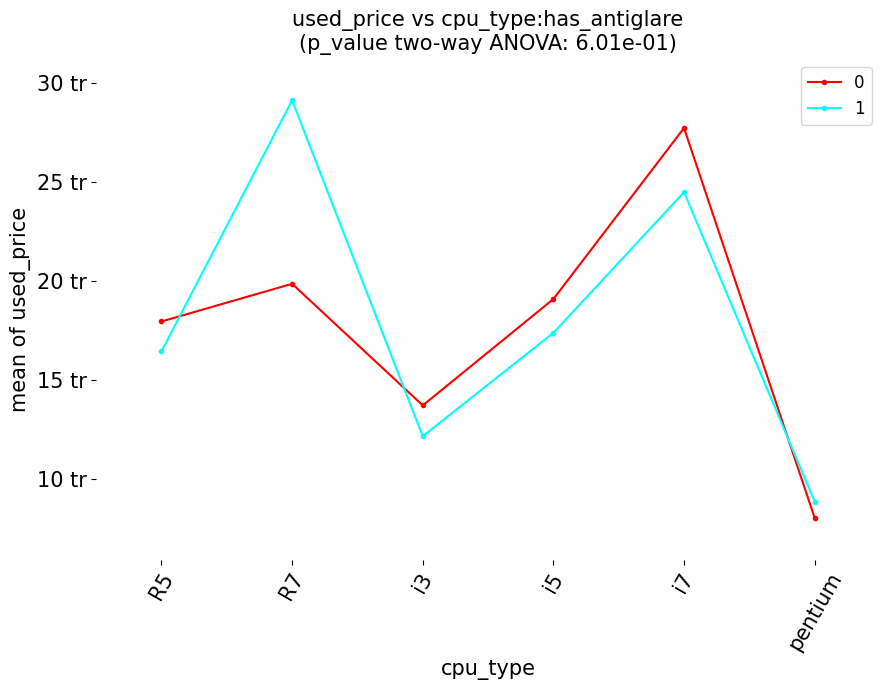 used_price vs cpu_type:has_antiglare
(p_value two-way ANOVA: 6.01e-01)
0
1
30 tr
25 tr
20 tr
15 tr
10 tr
mean of used_price
R5
R7
i3
i5
i7
pentium
cpu_type